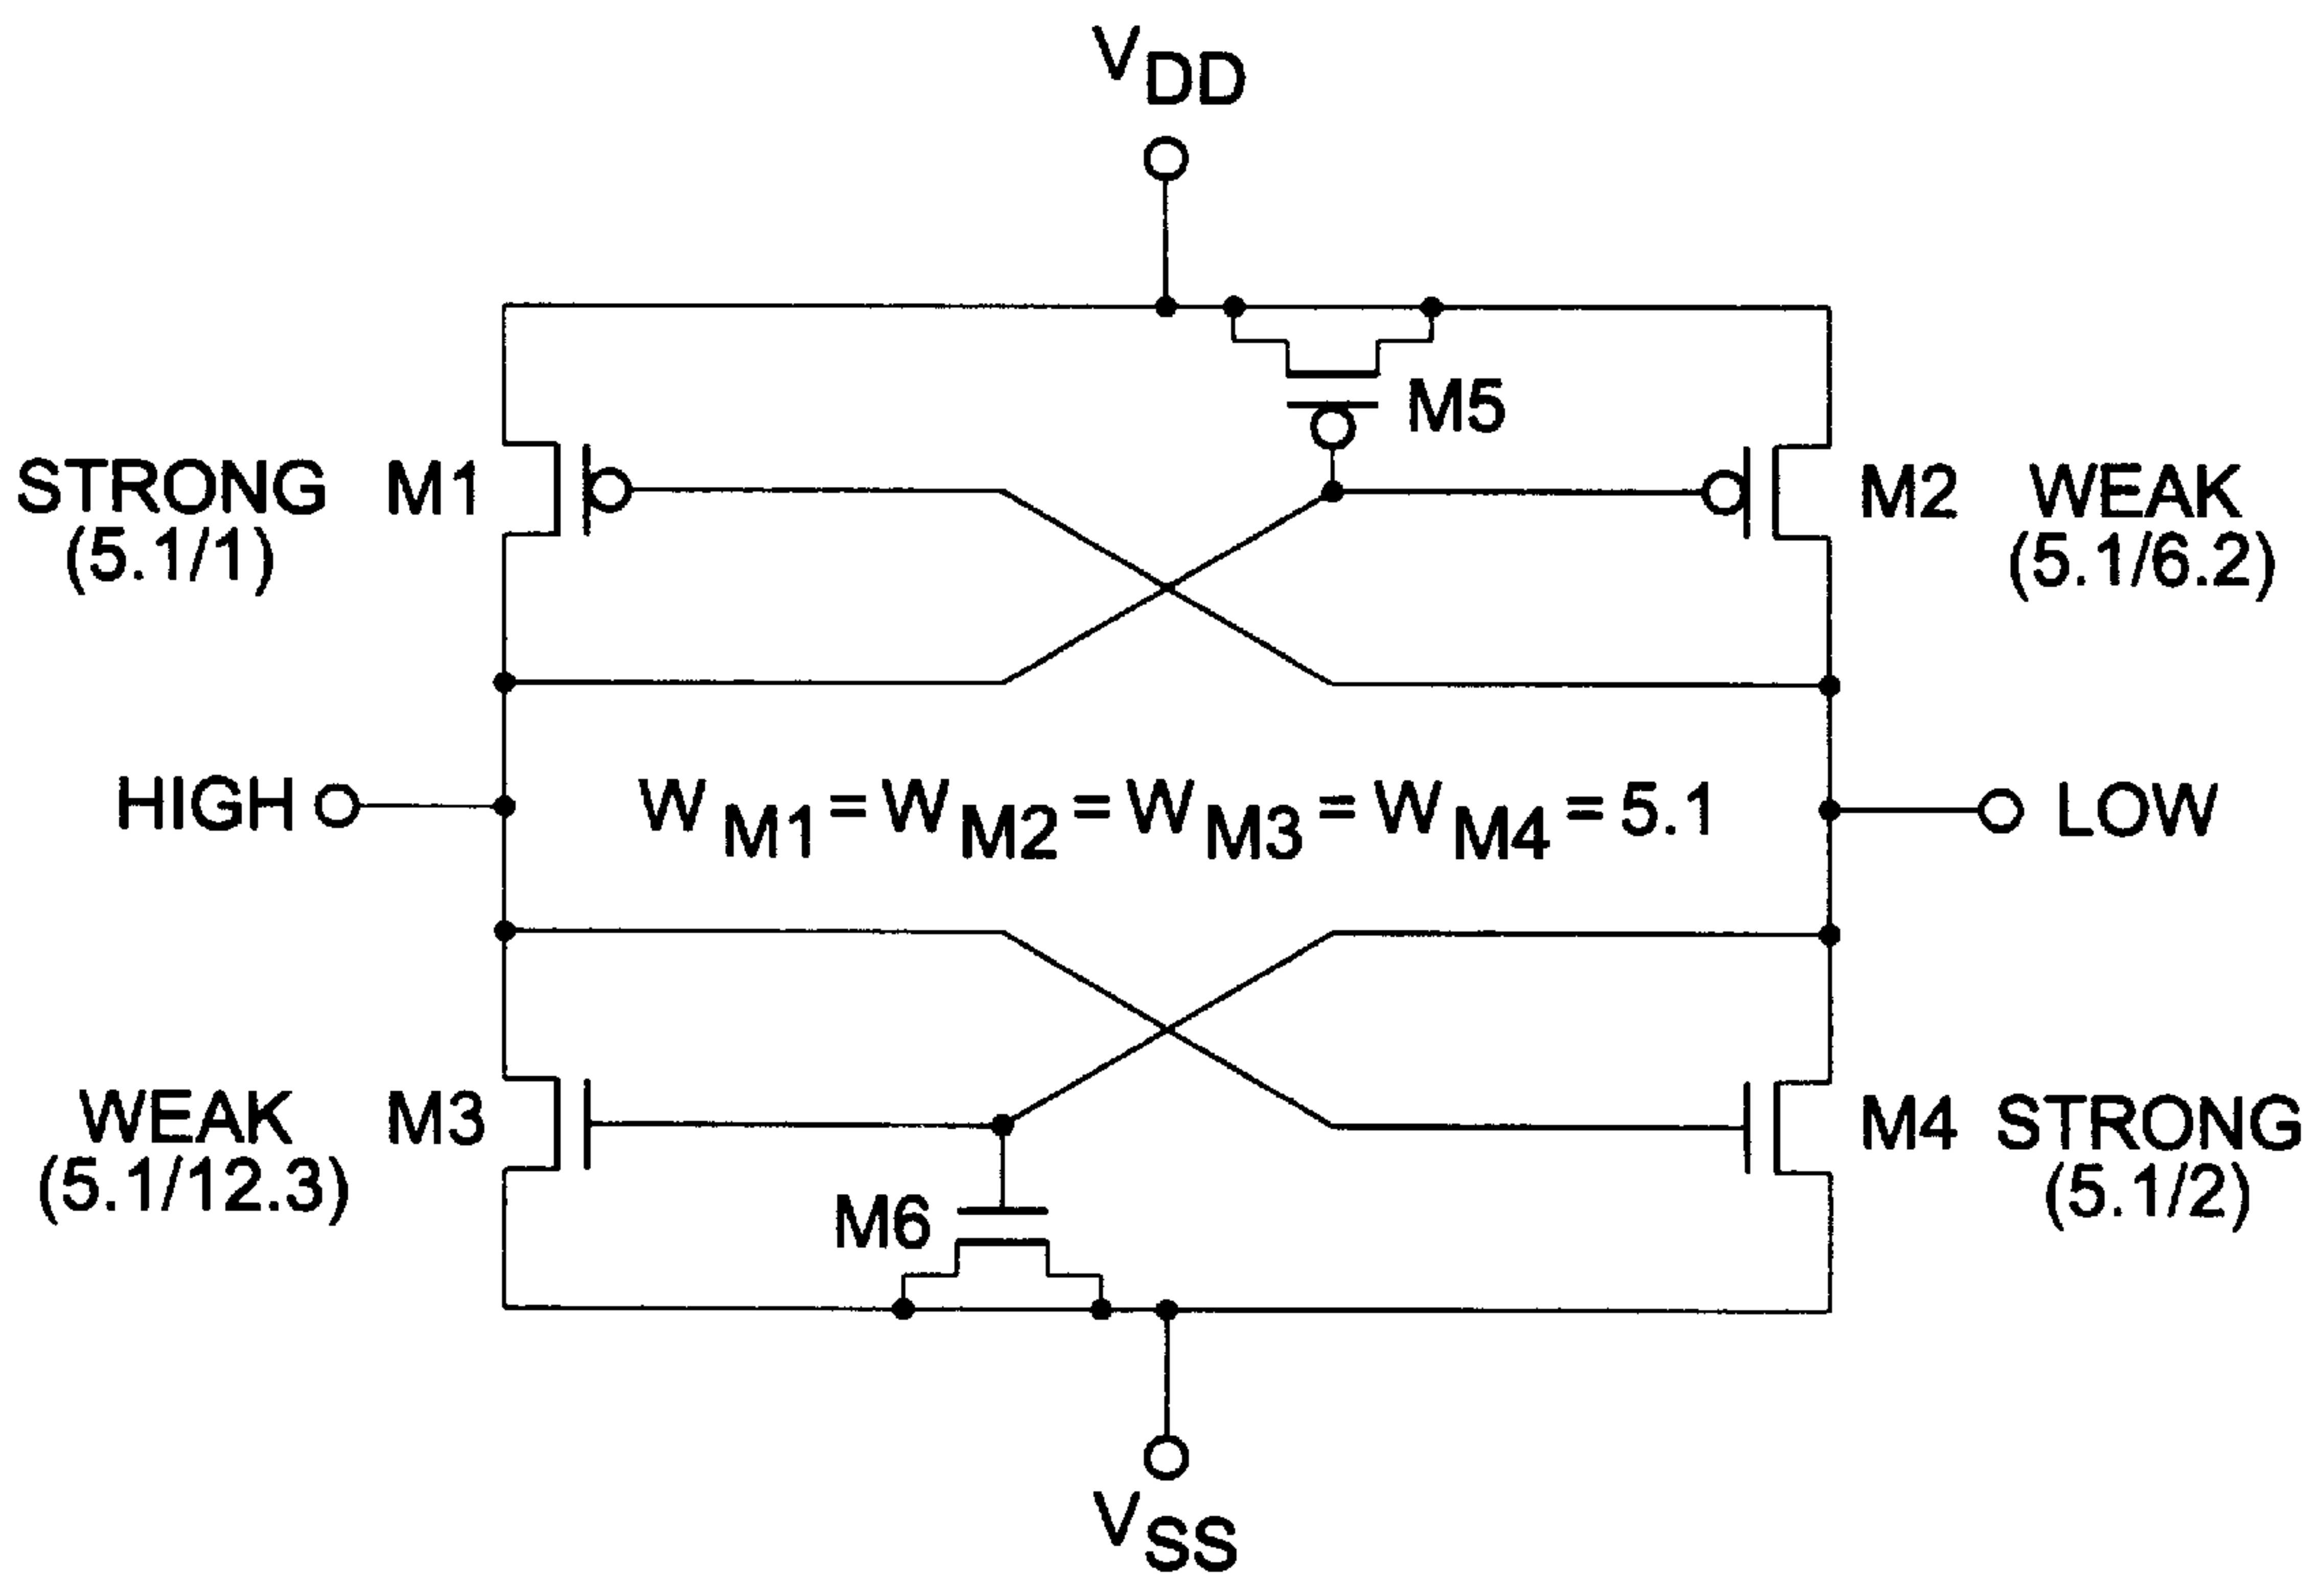 VDD
M5
STRONG M1
(5.1/1)
M2 WEAK
(5.1/6.2)
HIGH
WM1=WM2=WM3=WM4=5.1
LOW
WEAK M3
(5.1/12.3)
M6
M4 STRONG
(5.1/2)
VSS